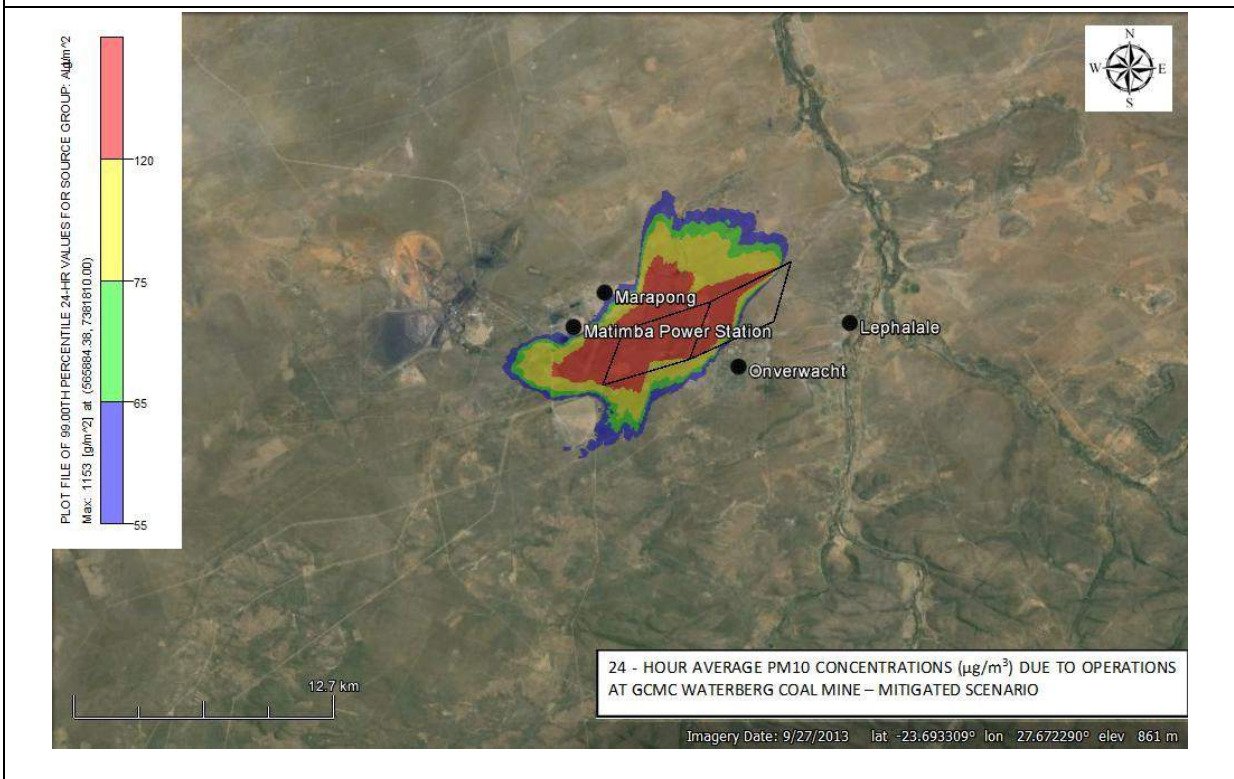 PLOT FILE OF 99.00TH PERCENTILE 24-HR VALUES FOR SOURCE GROUP:
Max: 1153 [g/m^2] at (565884.38, 7381810.00)
120
75
65
55
N
W
E
S
Marapong
Matimba Power Station
Lephalale
Onverwacht
12.7 km
24 - HOUR AVERAGE PM10 CONCENTRATIONS (µg/m³) DUE TO OPERATIONS
AT GCMC WATERBERG COAL MINE – MITIGATED SCENARIO
Imagery Date: 9/27/2013 lat -23.693309° lon 27.672290° elev 861 m